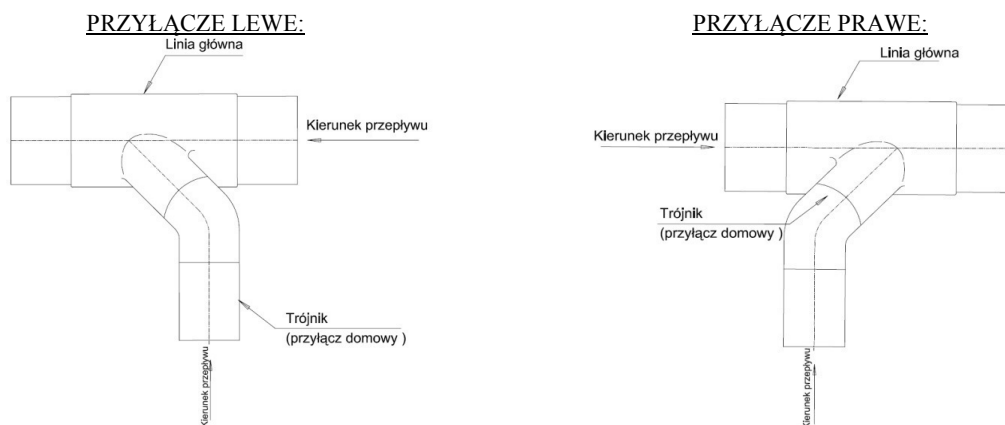 PRZYŁĄCZE LEWE:
Linia główna
Kierunek przepływu
Trójnik
(przyłącz domowy )
Kierunek przepływu
PRZYŁĄCZE PRAWE:
Linia główna
Kierunek przepływu
Trójnik
(przyłącz domowy )
Kierunek przepływu